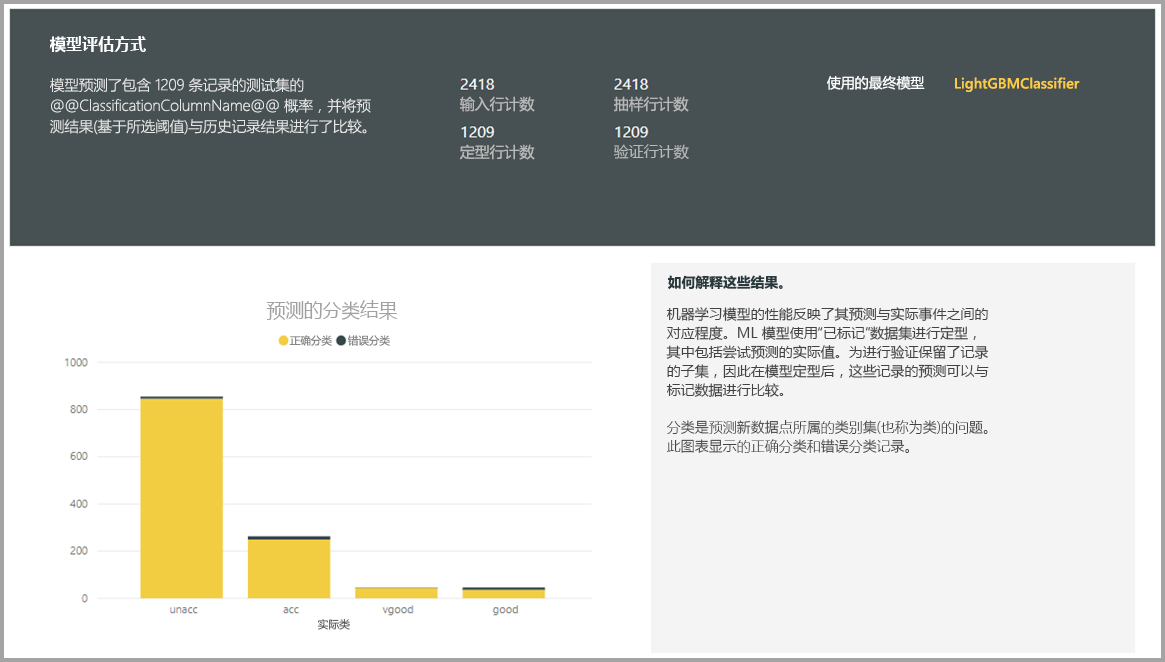 模型评估方式
模型预测了包含 1209 条记录的测试集的
@@ClassificationColumnName@@ 概率，并将预
测结果(基于所选阈值)与历史记录结果进行了比较。
2418
输入行计数
2418
抽样行计数
1209
定型行计数
1209
验证行计数
使用的最终模型 LightGBMClassifier
预测的分类结果
正确分类 错误分类
1000
800
600
400
200
0
unacc acc vgood good
实际类
如何解释这些结果。
机器学习模型的性能反映了其预测与实际事件之间的
对应程度。ML 模型使用“已标记”数据集进行定型，
其中包括尝试预测的实际值。为进行验证保留了记录
的子集，因此在模型定型后，这些记录的预测可以与
标记数据进行比较。
分类是预测新数据点所属的类别集(也称为类)的问题。
此图表显示的正确分类和错误分类记录。